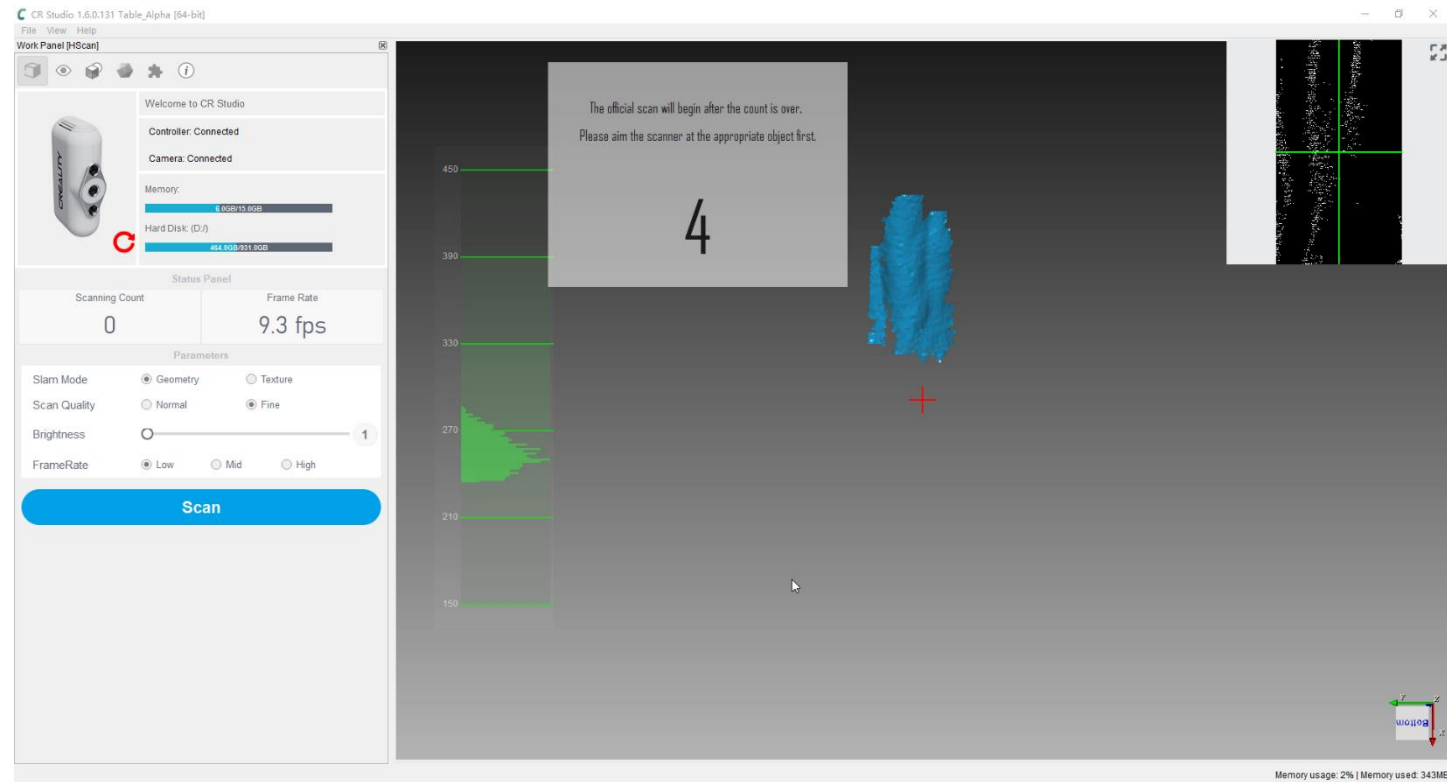 CR Studio 1.6.0.131 Table_Alpha [64-bit]
File View Help
Work Panel [HScan]
Welcome to CR Studio
Controller: Connected
Camera: Connected
CREALITY
Memory:
6.0GB/15.0GB
Hard Disk: (D:/)
464.0GB/931.0GB
Status Panel
Scanning Count
Frame Rate
0
9.3 fps
Parameters
Slam Mode Geometry Texture
Scan Quality Normal Fine
Brightness 1
FrameRate Low Mid High
Scan
The official scan will begin after the count is over.
Please aim the scanner at the appropriate object first.
4
450
390
330
270
210
150
Y
Z
Bottom
X
Memory usage: 2% | Memory used: 343MB